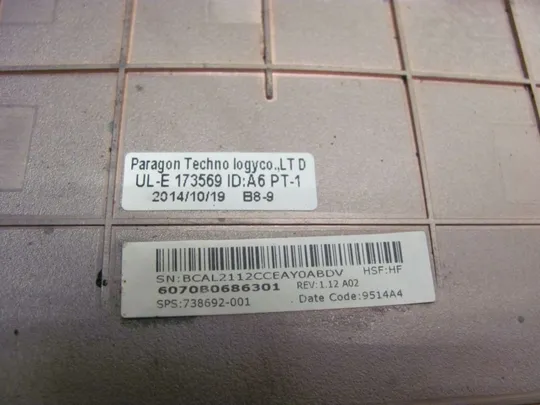 Paragon Techno logyco.,LT D
UL-E 173569 ID:A6 PT-1
2014/10/19 B8-9
SN:BCAL2112CCEAY0ABDV HSF:HF
6070B0686301 REV:1.12 A02
SPS:738692-001 Date Code:9514A4